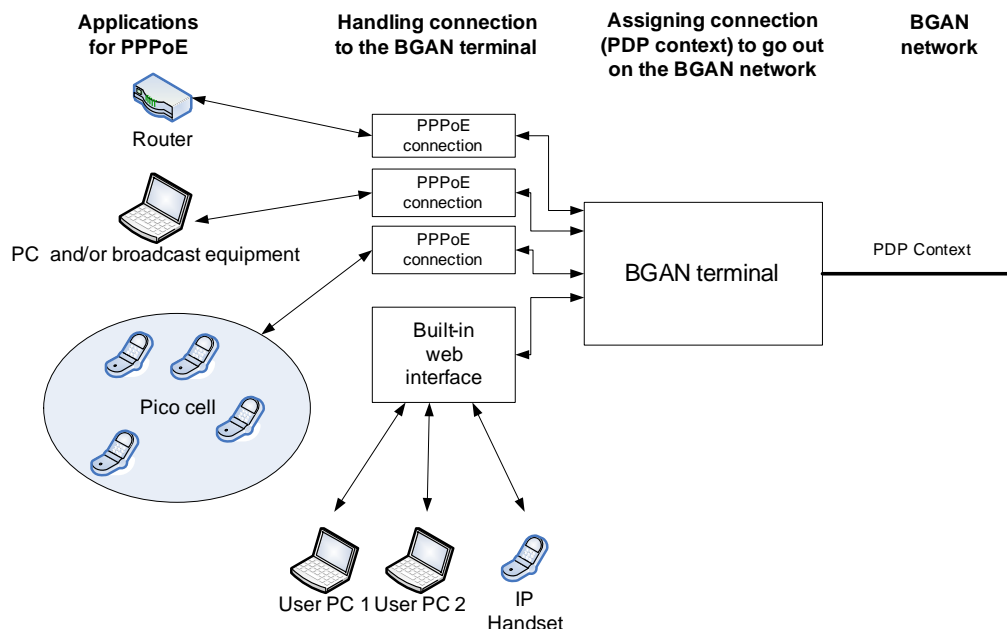 Applications
for PPPoE
Handling connection
to the BGAN terminal
Assigning connection
(PDP context) to go out
on the BGAN network
BGAN
network
Router
PPPoE
connection
PPPoE
connection
PC  and/or broadcast equipment
PPPoE
connection
BGAN terminal
PDP Context
Built-in
web
interface
Pico cell
User PC 1
User PC 2
IP
Handset